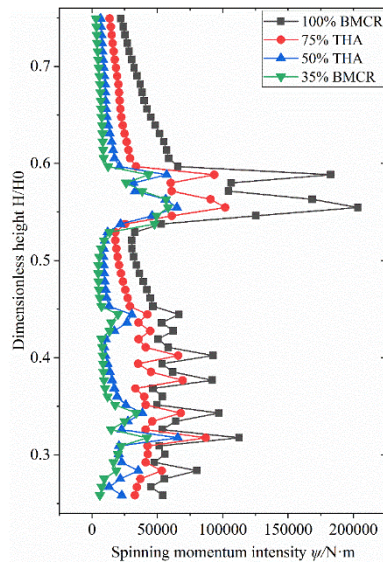 100% BMCR
75% THA
50% THA
35% BMCR
Dimensionless height H/H0
0.7
0.6
0.5
0.4
0.3
0 50000 100000 150000 200000
Spinning momentum intensity ψ/N·m